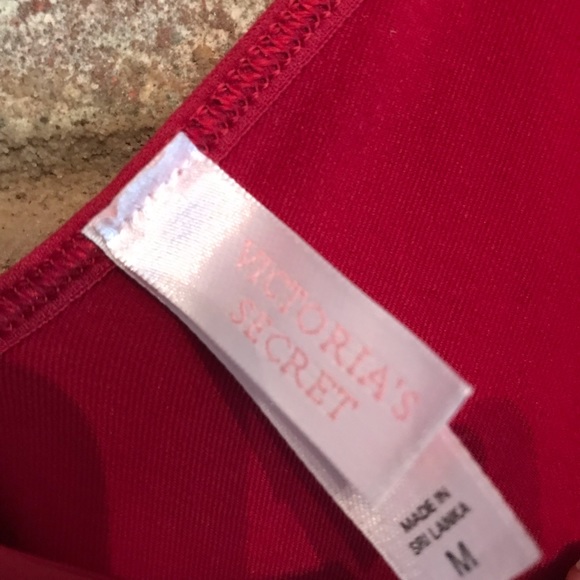 VICTORIA'S
SECRET
MADE IN
SRI LANKA
M